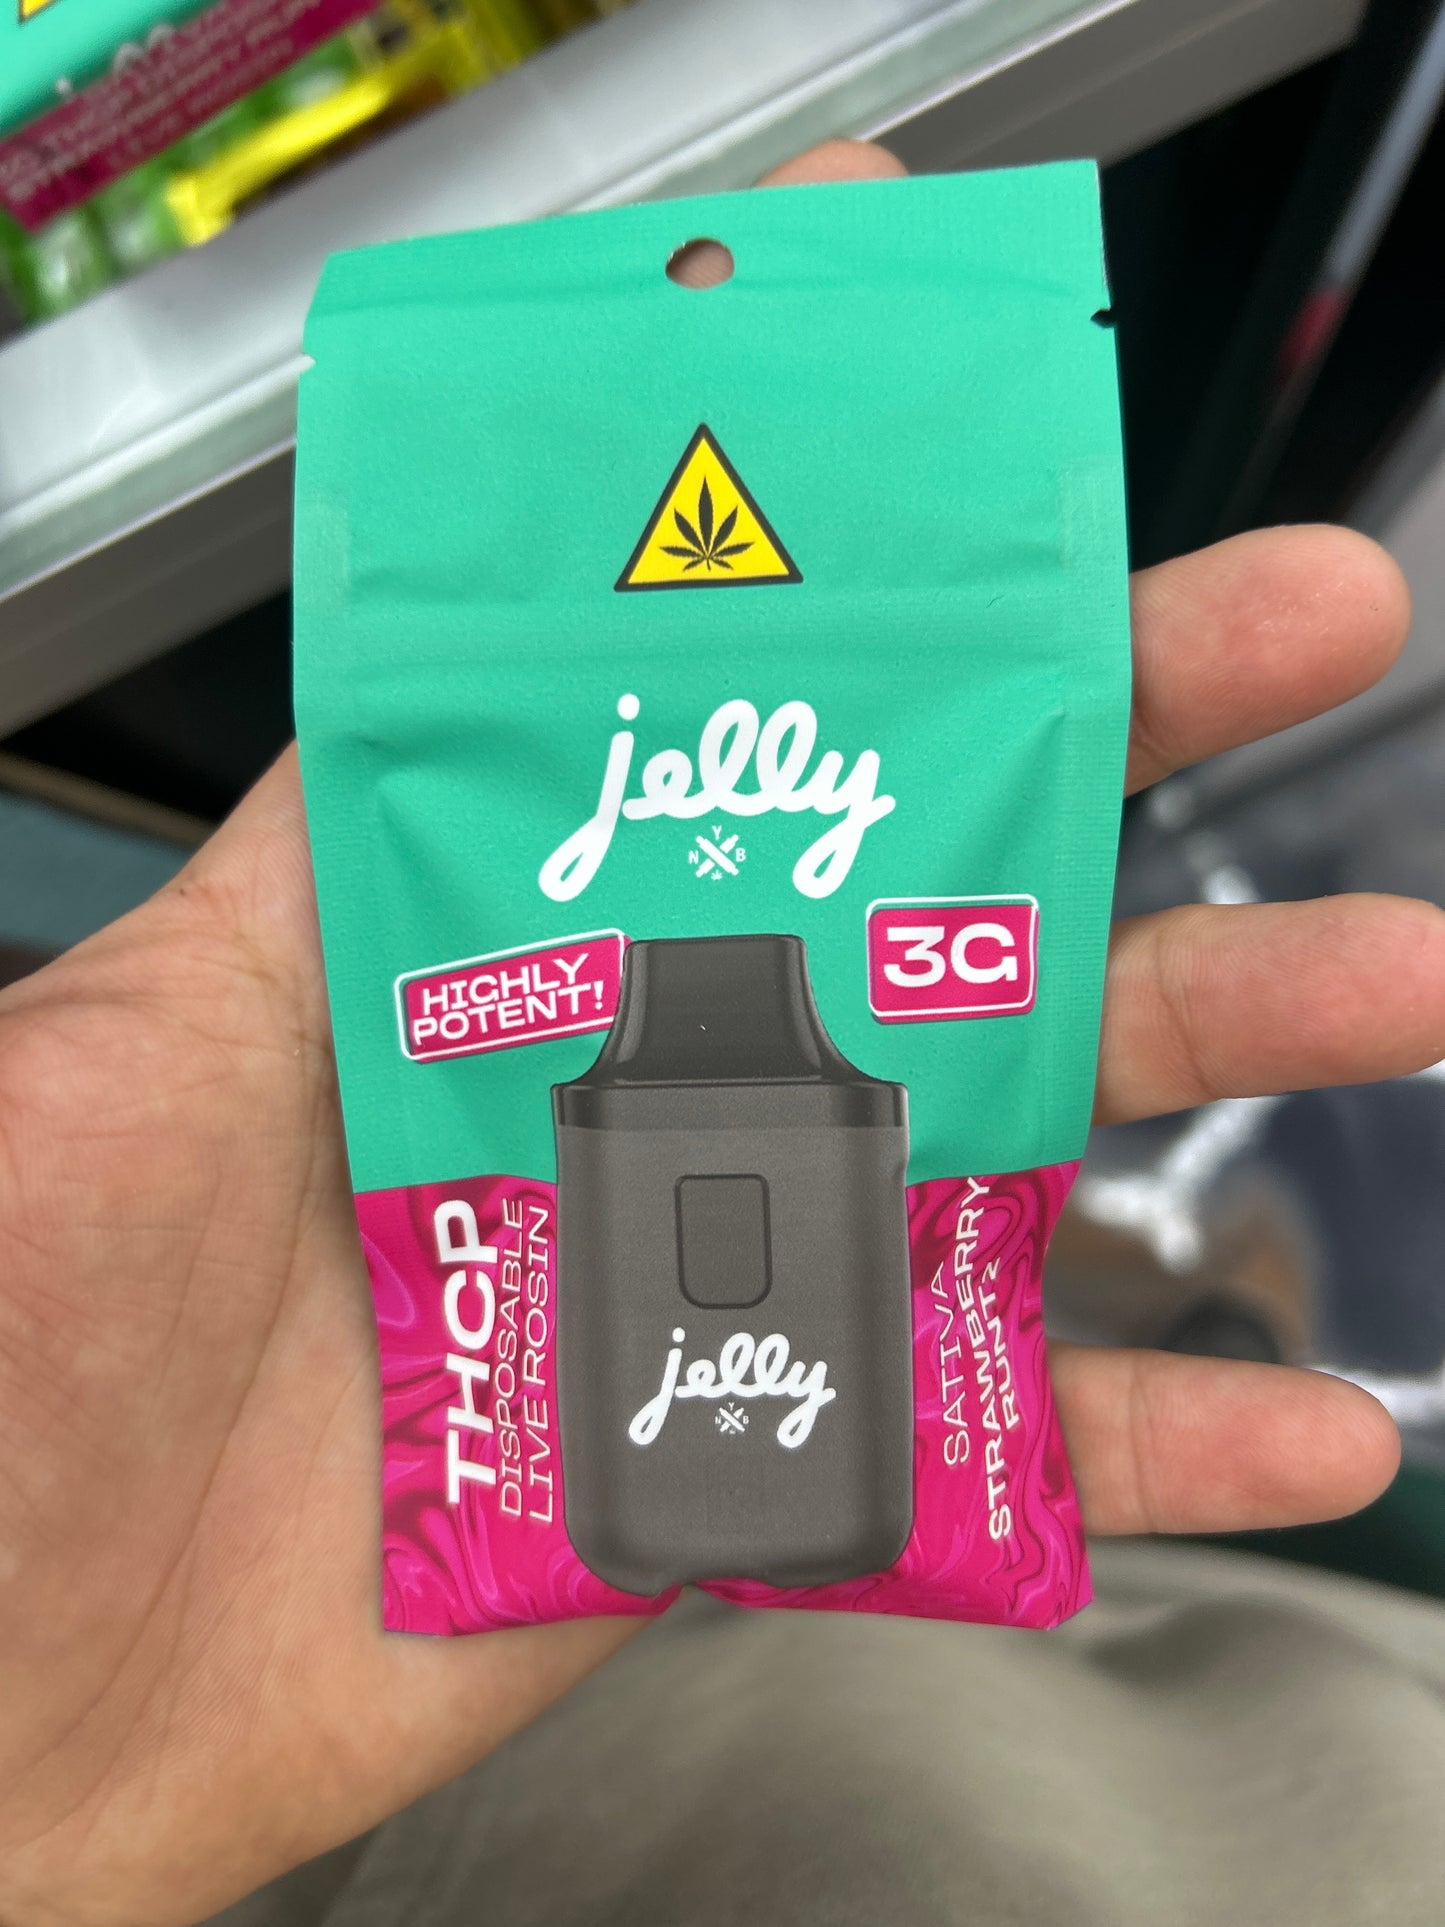 jelly
N Y B
HIGHLY
POTENT!
3G
THCP
DISPOSABLE
LIVE ROSIN
SATIVA
STRAWBERRY
RUNTZ
jelly
N Y B